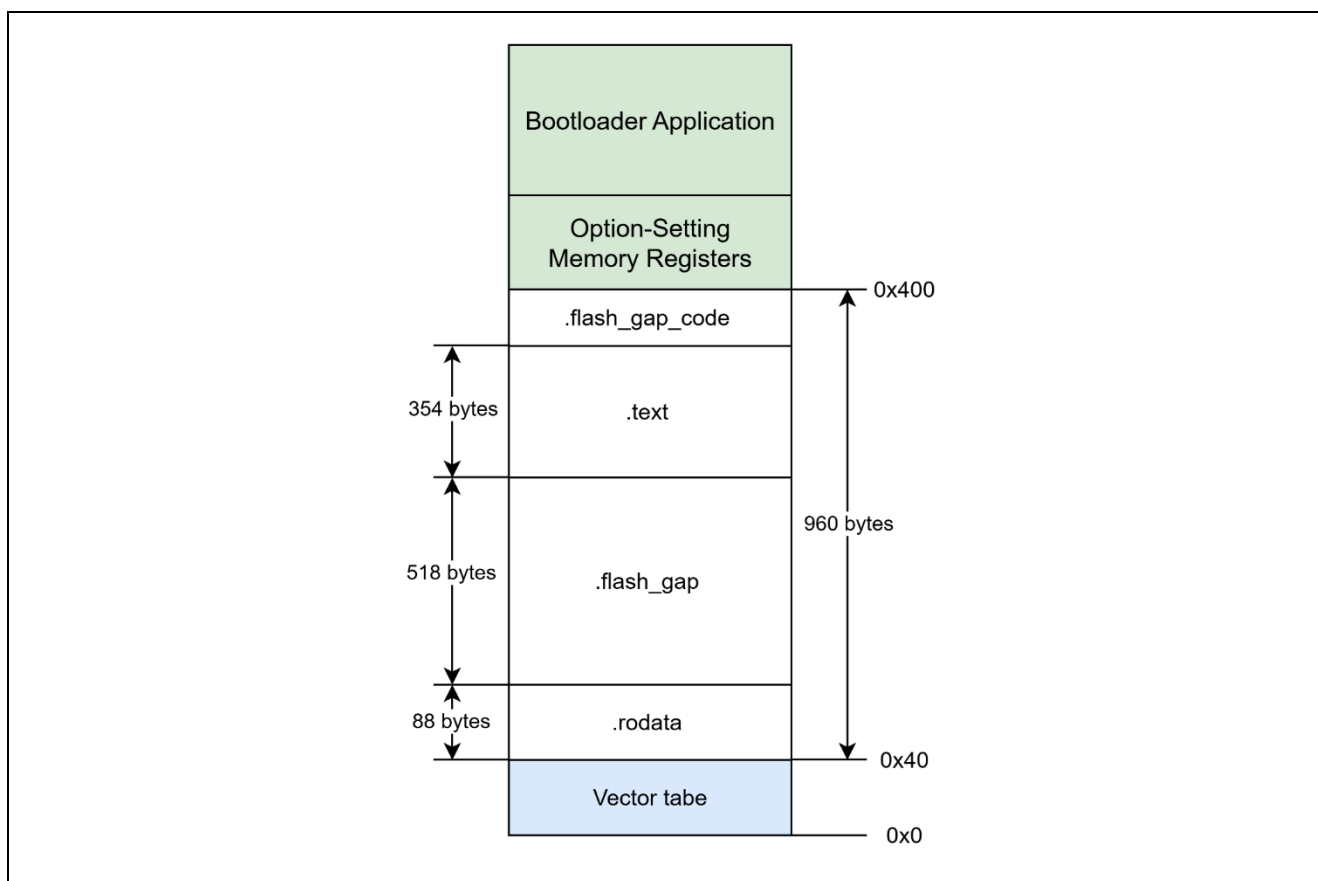 Bootloader Application
Option-Setting
Memory Registers
0x400
.flash_gap_code
354 bytes
.text
960 bytes
518 bytes
.flash_gap
88 bytes
.rodata
0x40
Vector tabe
0x0